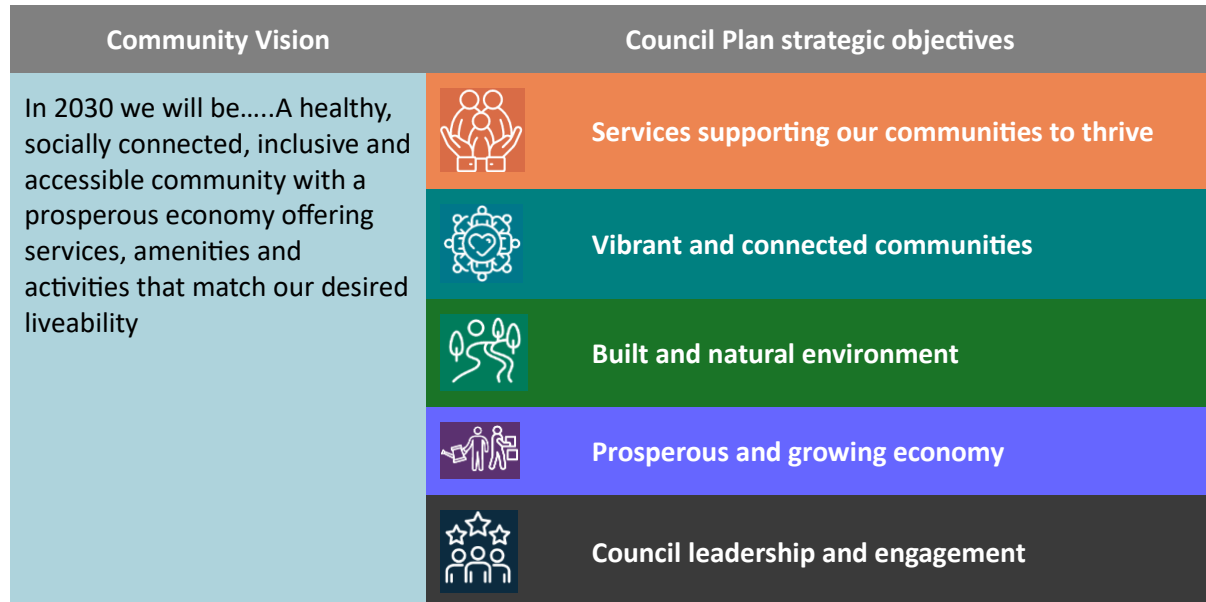 Community Vision
Council Plan strategic objectives
In 2030 we will be…..A healthy,
socially connected, inclusive and
accessible community with a
prosperous economy offering
services, amenities and
activities that match our desired
liveability
Services supporting our communities to thrive
Vibrant and connected communities
Built and natural environment
Prosperous and growing economy
Council leadership and engagement